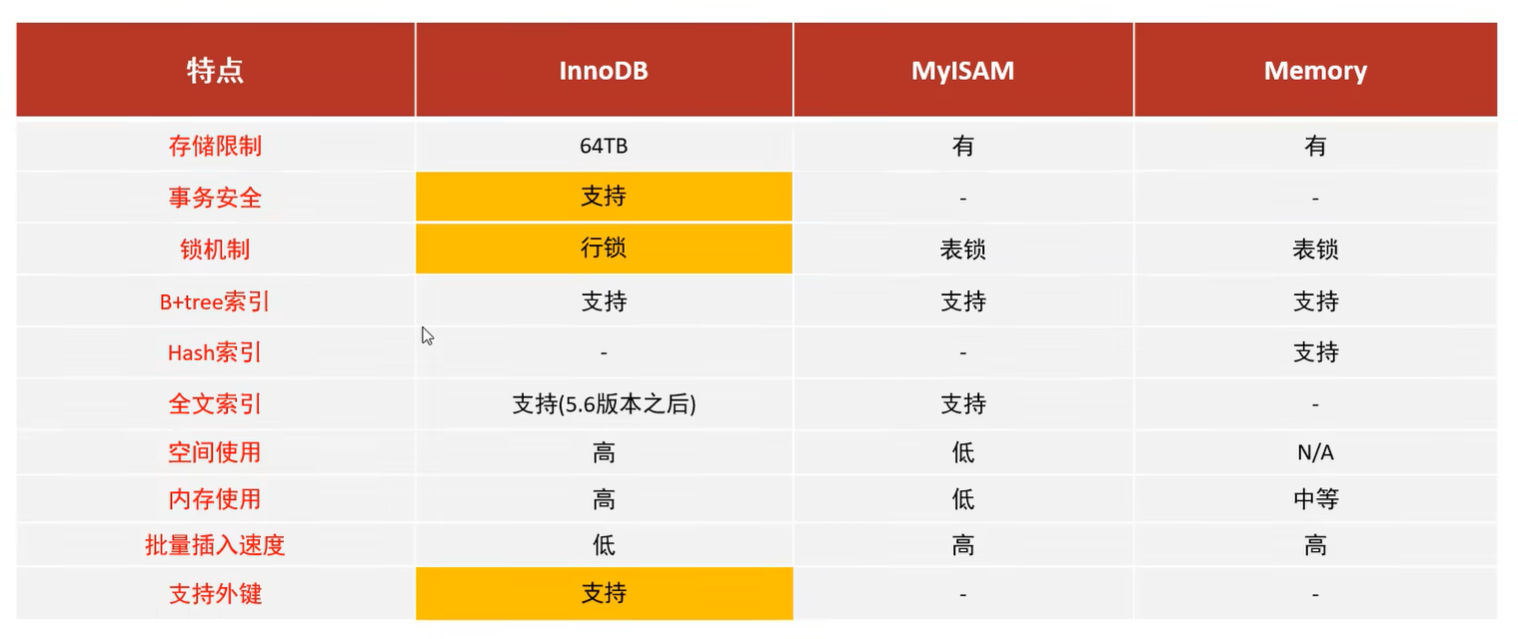 特点 InnoDB MyISAM Memory
存储限制 64TB 有 有
事务安全 支持 - -
锁机制 行锁 表锁 表锁
B+tree索引 支持 支持 支持
Hash索引 - - 支持
全文索引 支持(5.6版本之后) 支持 -
空间使用 高 低 N/A
内存使用 高 低 中等
批量插入速度 低 高 高
支持外键 支持 - -